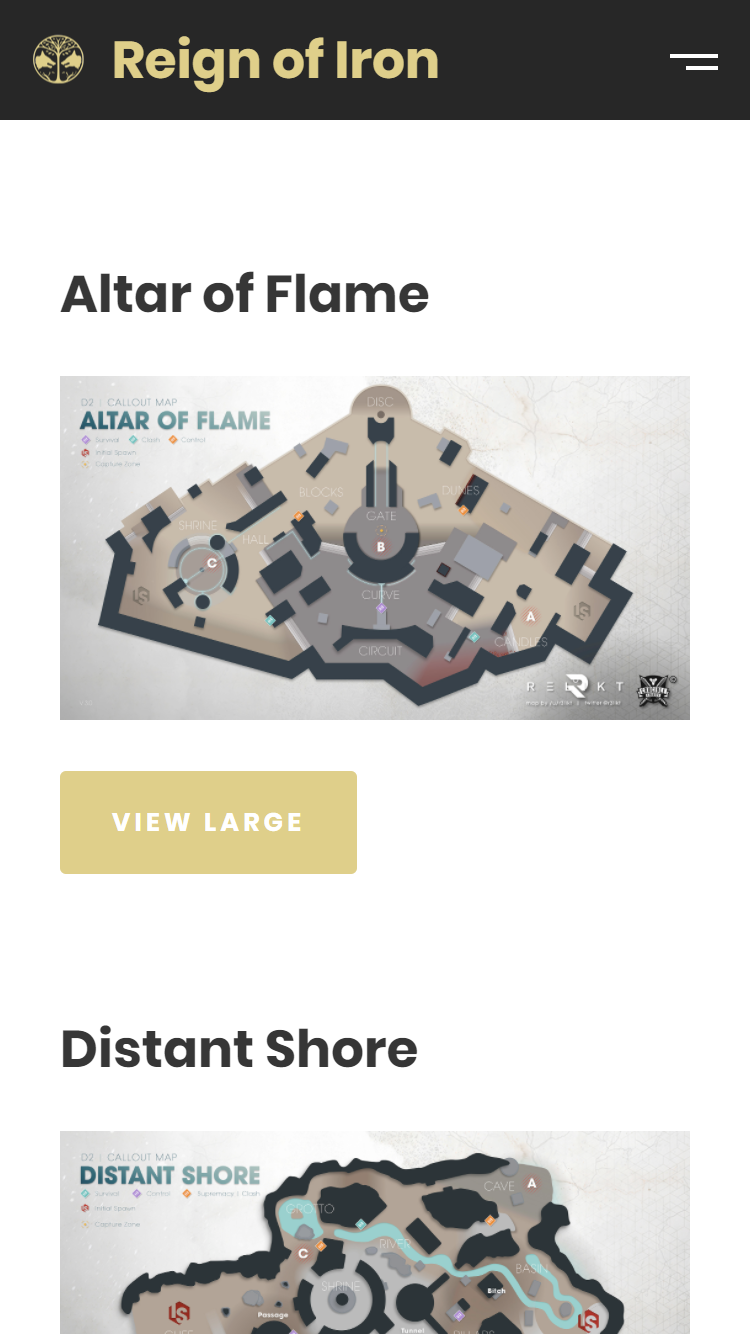 Reign of Iron
Altar of Flame
D2 | CALLOUT MAP
ALTAR OF FLAME
Survival Clash Control
Initial Spawn
Capture Zone
DISC
BLOCKS
DUNES
SHRINE
GATE
HALL
B
C
CURVE
A
CANDLES
CIRCUIT
RELRKT
VIEW LARGE
Distant Shore
D2 | CALLOUT MAP
DISTANT SHORE
Survival Control Supremacy | Clash
Initial Spawn
Capture Zone
CAVE
A
GROTTO
RIVER
C
BASIN
SHRINE
Bitch
Passage
Tunnel